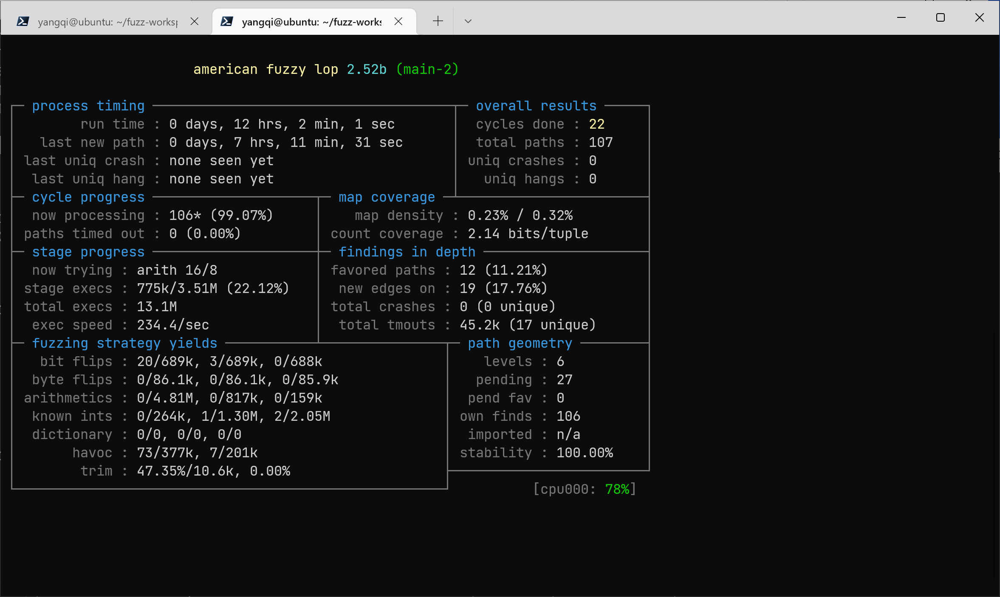 yangqi@ubuntu: ~/fuzz-worksp
yangqi@ubuntu: ~/fuzz-works
american fuzzy lop 2.52b (main-2)
process timing
run time : 0 days, 12 hrs, 2 min, 1 sec
last new path : 0 days, 7 hrs, 11 min, 31 sec
last uniq crash : none seen yet
last uniq hang : none seen yet
overall results
cycles done : 22
total paths : 107
uniq crashes : 0
uniq hangs : 0
cycle progress
now processing : 106* (99.07%)
paths timed out : 0 (0.00%)
map coverage
map density : 0.23% / 0.32%
count coverage : 2.14 bits/tuple
stage progress
now trying : arith 16/8
stage execs : 775k/3.51M (22.12%)
total execs : 13.1M
exec speed : 234.4/sec
findings in depth
favored paths : 12 (11.21%)
new edges on : 19 (17.76%)
total crashes : 0 (0 unique)
total tmouts : 45.2k (17 unique)
fuzzing strategy yields
bit flips : 20/689k, 3/689k, 0/688k
byte flips : 0/86.1k, 0/86.1k, 0/85.9k
arithmetics : 0/4.81M, 0/817k, 0/159k
known ints : 0/264k, 1/1.30M, 2/2.05M
dictionary : 0/0, 0/0, 0/0
havoc : 73/377k, 7/201k
trim : 47.35%/10.6k, 0.00%
path geometry
levels : 6
pending : 27
pend fav : 0
own finds : 106
imported : n/a
stability : 100.00%
[cpu000: 78%]